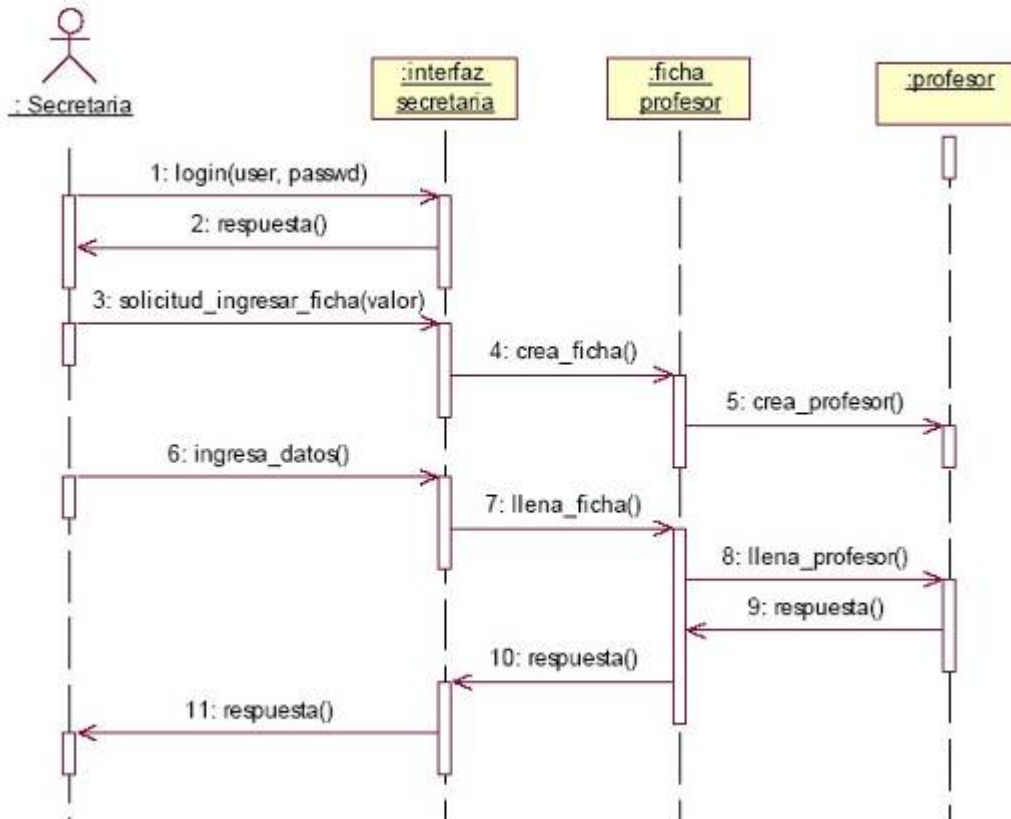 : Secretaria
:interfaz
secretaria
:ficha
profesor
:profesor
1: login(user, passwd)
2: respuesta()
3: solicitud_ingresar_ficha(valor)
4: crea_ficha()
5: crea_profesor()
6: ingresa_datos()
7: llena_ficha()
8: llena_profesor()
9: respuesta()
10: respuesta()
11: respuesta()